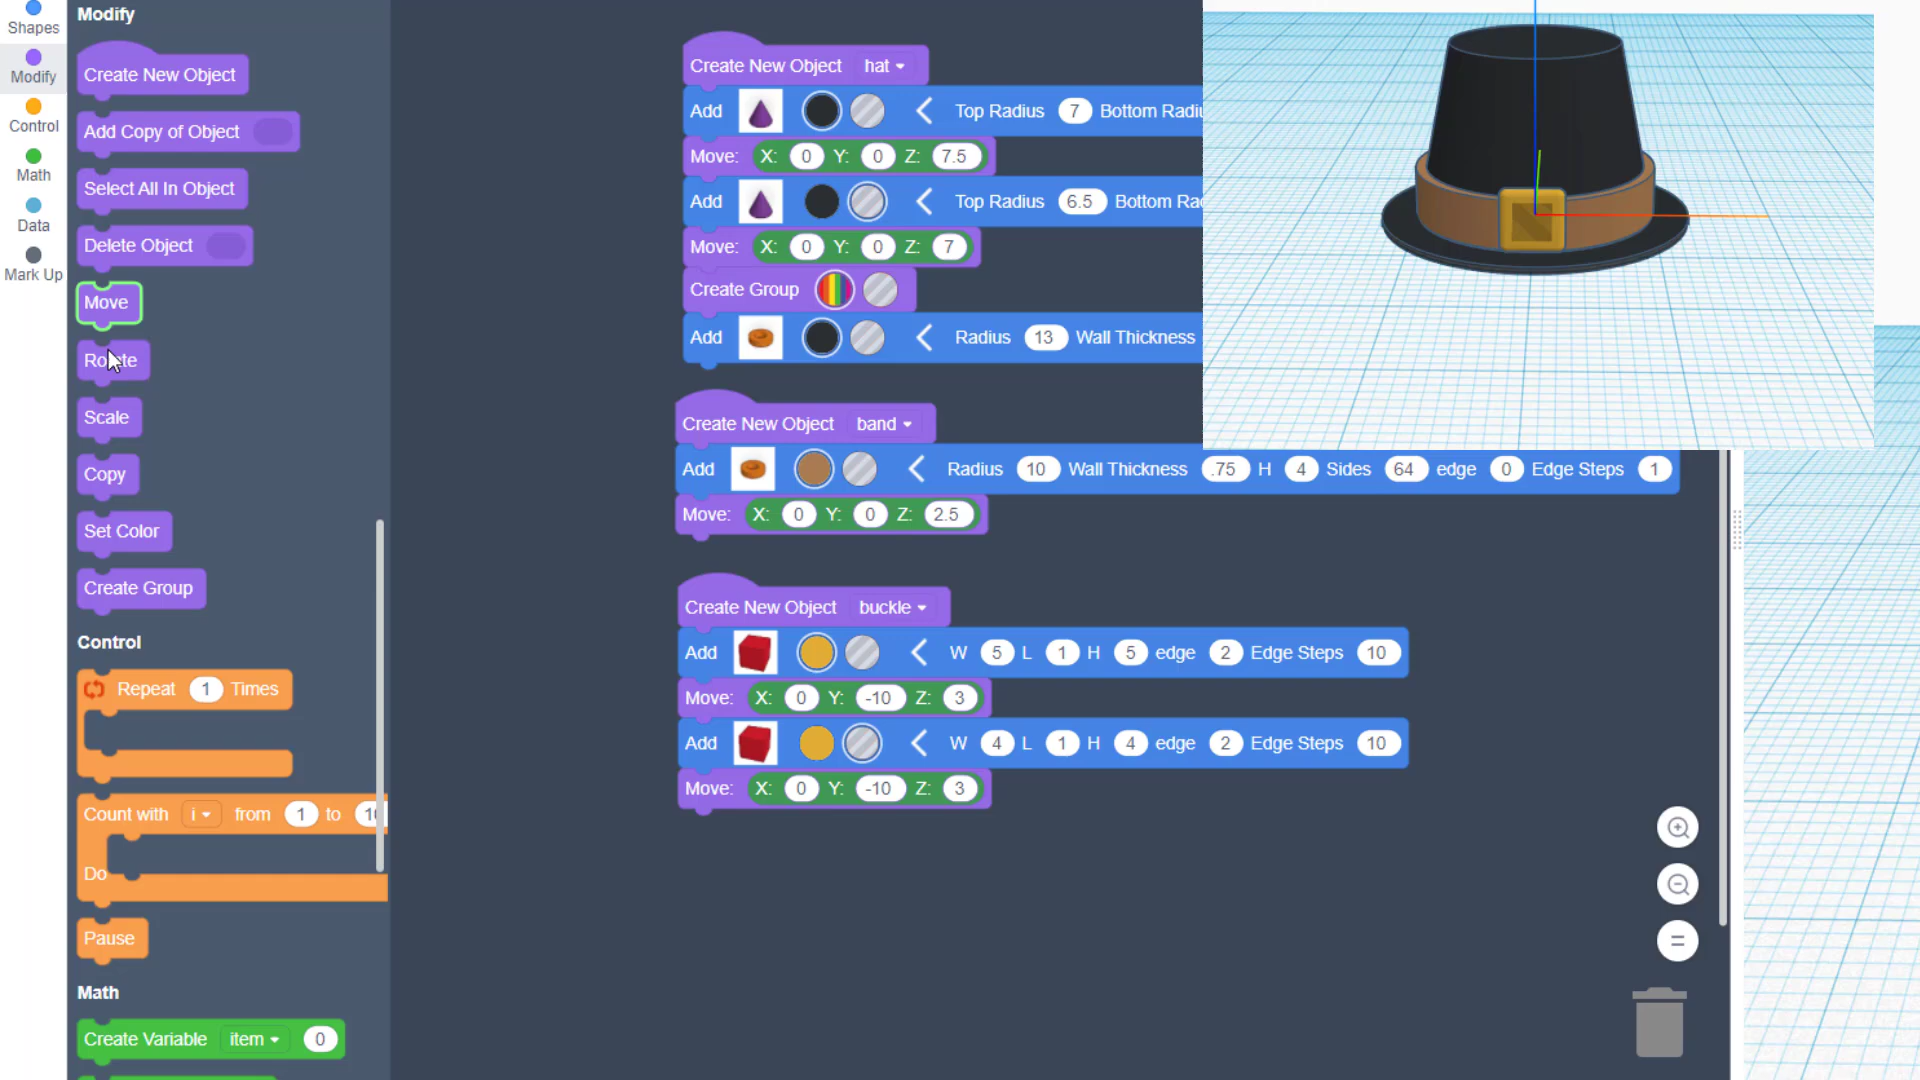 Shapes
Modify
Control
Math
Data
Mark Up
Modify
Create New Object
Add Copy of Object
Select All In Object
Delete Object
Move
Rotate
Scale
Copy
Set Color
Create Group
Control
Repeat 1 Times
Count with i from 1 to 10
Do
Pause
Math
Create Variable item 0
Create New Object hat
Add Top Radius 7 Bottom Radiu
Move: X: 0 Y: 0 Z: 7.5
Add Top Radius 6.5 Bottom Rad
Move: X: 0 Y: 0 Z: 7
Create Group
Add Radius 13 Wall Thickness
Create New Object band
Add Radius 10 Wall Thickness .75 H 4 Sides 64 edge 0 Edge Steps 1
Move: X: 0 Y: 0 Z: 2.5
Create New Object buckle
Add W 5 L 1 H 5 edge 2 Edge Steps 10
Move: X: 0 Y: -10 Z: 3
Add W 4 L 1 H 4 edge 2 Edge Steps 10
Move: X: 0 Y: -10 Z: 3